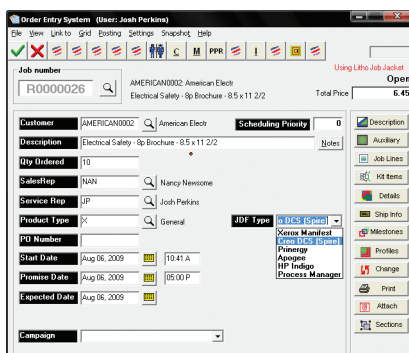 Order Entry System (User: Josh Perkins)
File View Link to Grid Posting Settings Snapshot Help
C M PPR I
Using Litho Job Jacket
Job number
Open
R0000026
AMERICAN0002: American Electr
Electrical Safety - 8p Brochure - 8.5 x 11 2/2
Total Price 6.45
Customer AMERICAN0002 American Electr Scheduling Priority 0
Description Electrical Safety - 8p Brochure - 8.5 x 11 2/2 Notes
Qty Ordered 10
SalesRep NAN Nancy Newsome
Service Rep JP Josh Perkins
Product Type X General JDF Type o DCS (Spire)
PO Number
Xerox Manifest
Creo DCS (Spire)
Prinergy
Apogee
HP Indigo
Process Manager
Start Date Aug 06, 2009 10:41 A
Promise Date Aug 06, 2009 05:00 P
Expected Date Aug 06, 2009
Campaign
Description
Auxiliary
Job Lines
Kit Items
Details
Ship Info
Milestones
Profiles
Change
Print
Attach
Sections